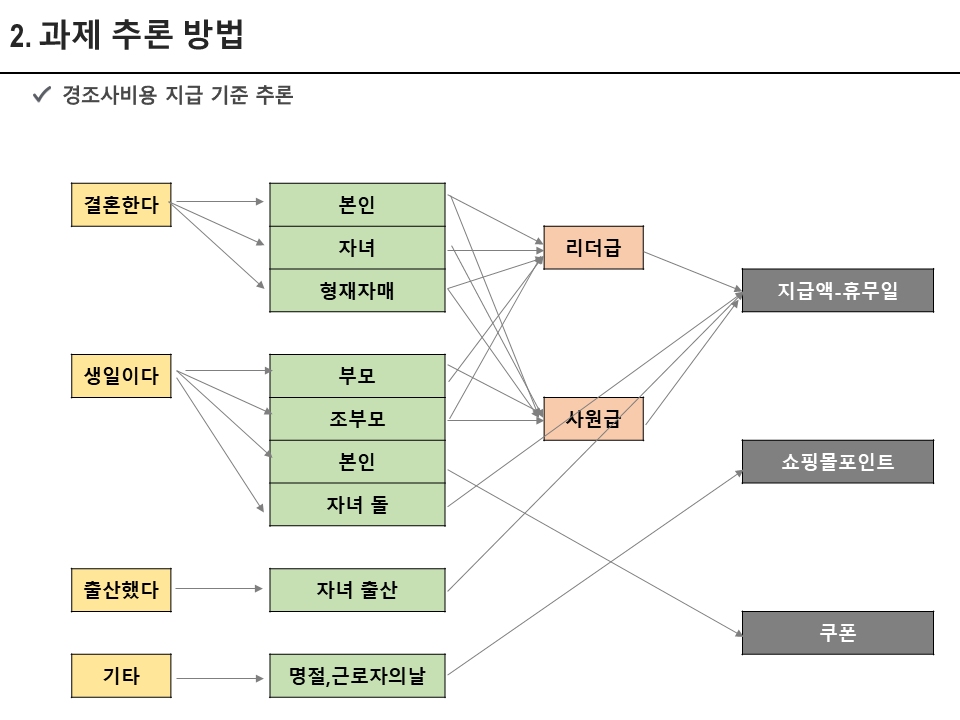 2. 과제 추론 방법
✓ 경조사비용 지급 기준 추론
결혼한다
본인
자녀
형재자매
리더급
지급액-휴무일
생일이다
부모
조부모
본인
자녀 돌
사원급
쇼핑몰포인트
출산했다
자녀 출산
쿠폰
기타
명절,근로자의날